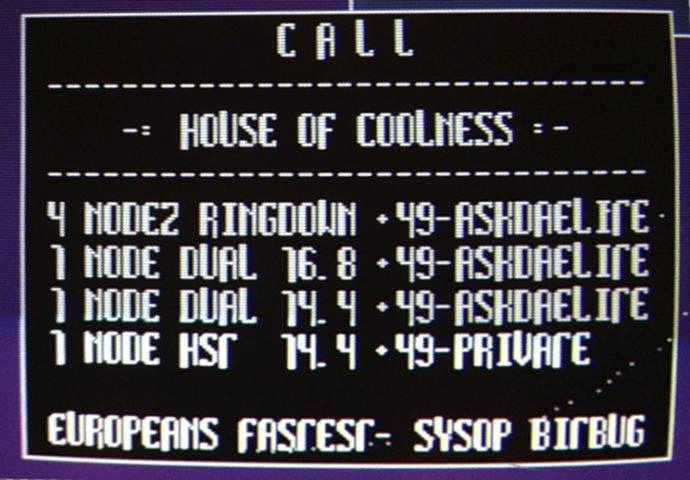 CALL
-------------------------------
-= HOUSE OF COOLNESS =-
-------------------------------
4 NODEZ RINGDOWN +49-ASKDAELITE
1 NODE DUAL 16.8 +49-ASKDAELITE
1 NODE DUAL 14.4 +49-ASKDAELITE
1 NODE HST 14.4 +49-PRIVATE
EUROPEANS FASTEST- SYSOP BITBUG